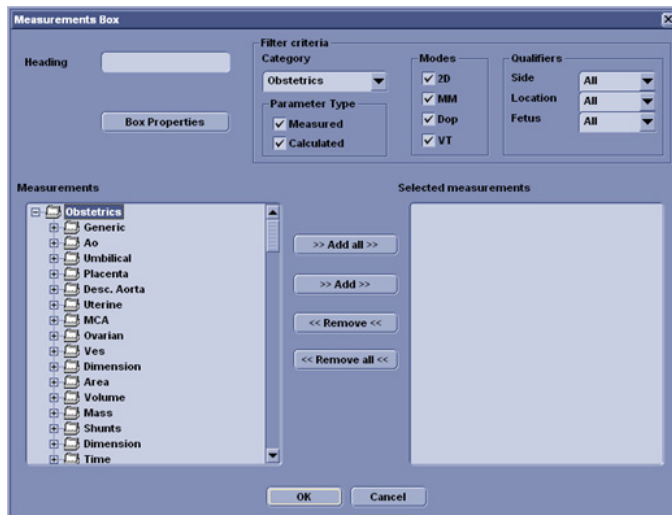 Measurements Box
Heading
Box Properties
Filter criteria
Category
Obstetrics
Parameter Type
Measured
Calculated
Modes
2D
MM
Dop
VT
Qualifiers
Side All
Location All
Fetus All
Measurements
Obstetrics
Generic
Ao
Umbilical
Placenta
Desc. Aorta
Uterine
MCA
Ovarian
Ves
Dimension
Area
Volume
Mass
Shunts
Dimension
Time
>> Add all >>
>> Add >>
<< Remove <<
<< Remove all <<
Selected measurements
OK
Cancel